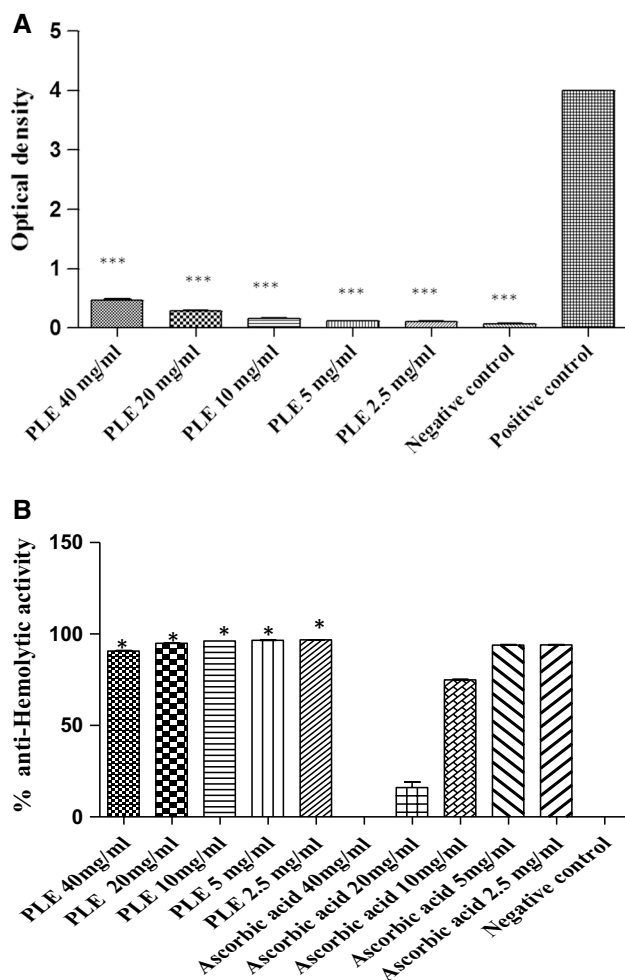 A
Optical density
5
4
3
2
1
0
***
***
***
***
***
***
PLE 40 mg/ml
PLE 20 mg/ml
PLE 10 mg/ml
PLE 5 mg/ml
PLE 2.5 mg/ml
Negative control
Positive control
B
% anti-Hemolytic activity
150
100
50
0
*
*
*
*
*
PLE 40mg/ml
PLE 20mg/ml
PLE 10mg/ml
PLE 5 mg/ml
PLE 2.5 mg/ml
Ascorbic acid 40mg/ml
Ascorbic acid 20mg/ml
Ascorbic acid 10mg/ml
Ascorbic acid 5mg/ml
Ascorbic acid 2.5 mg/ml
Negative control